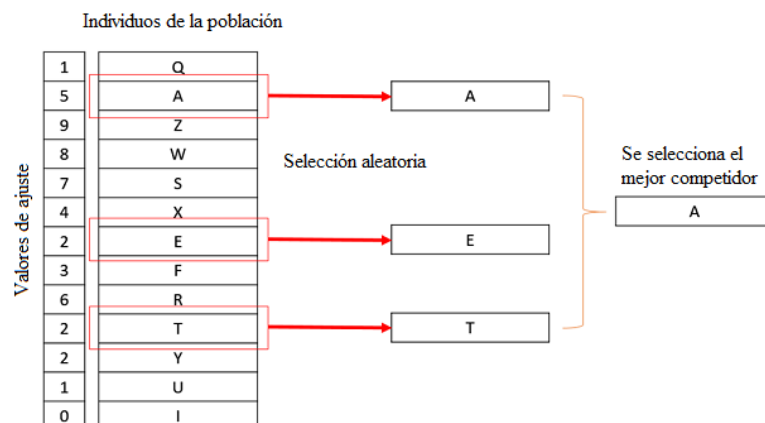 Individuos de la población
Valores de ajuste
1 Q
5 A
9 Z
8 W
7 S
4 X
2 E
3 F
6 R
2 T
2 Y
1 U
0 I
A
Selección aleatoria
E
T
Se selecciona el
mejor competidor
A